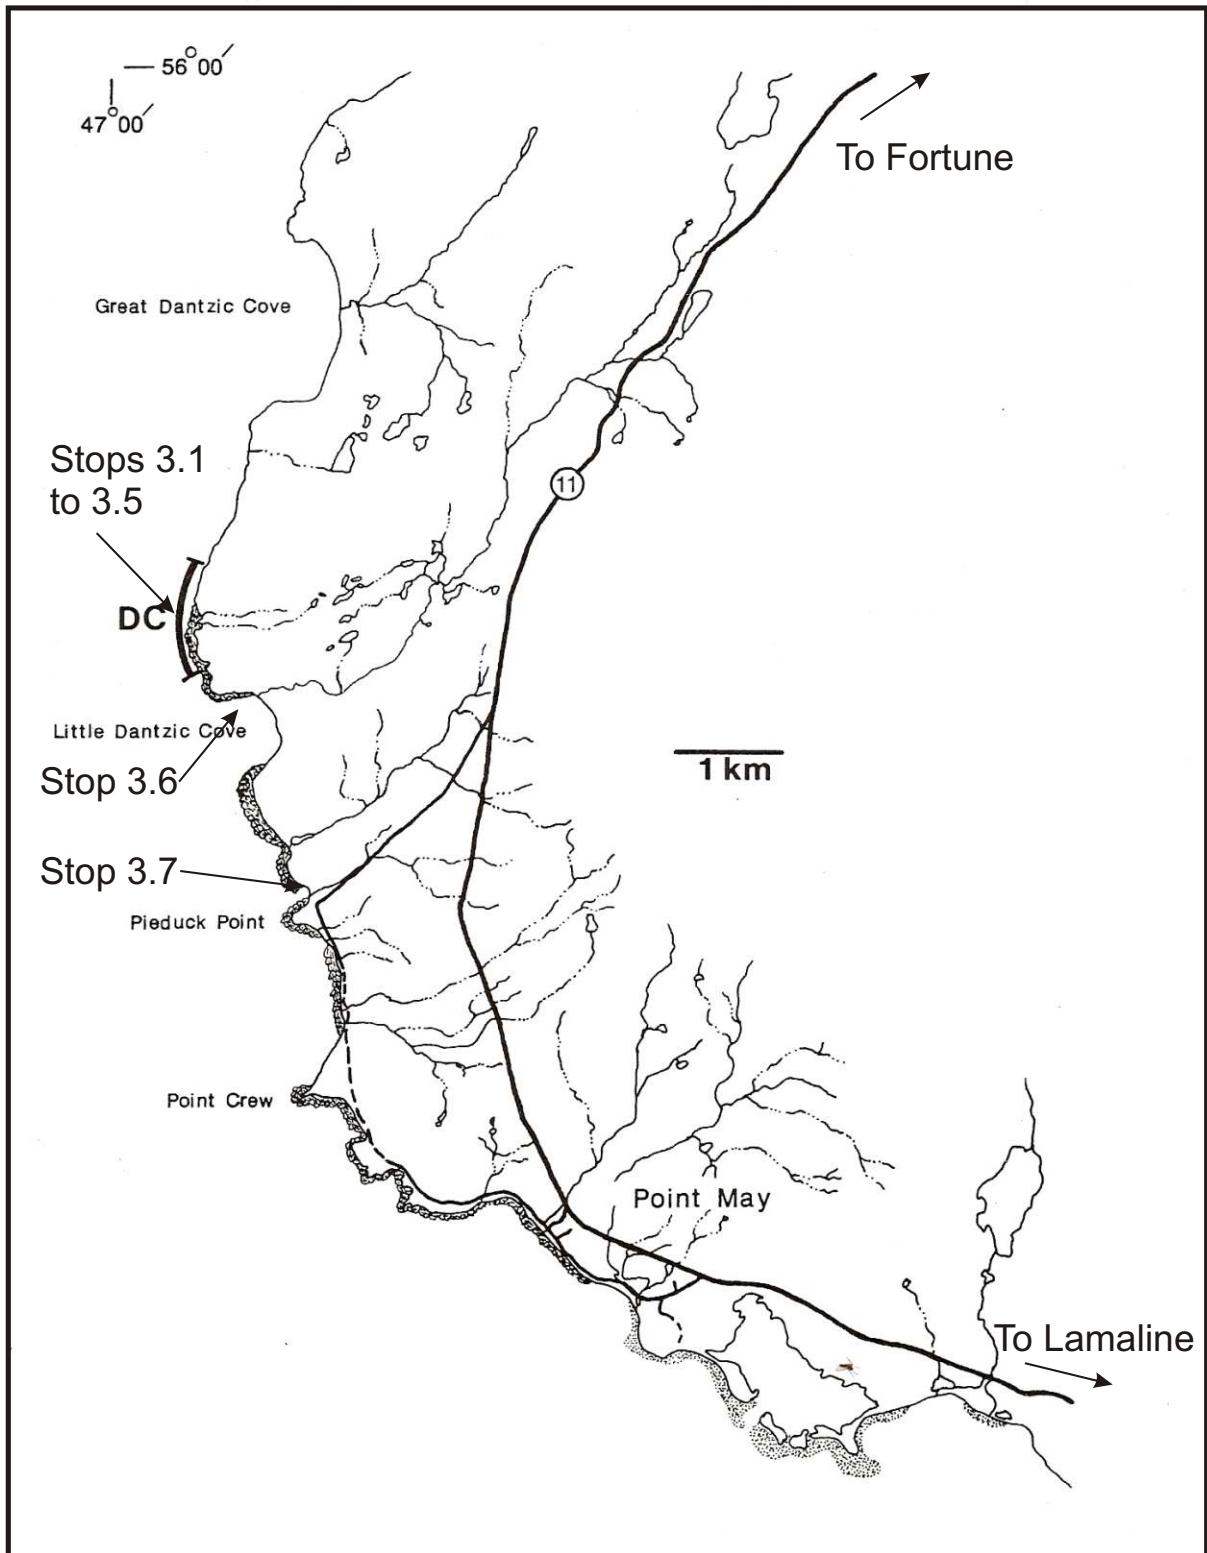 56°00′
47°00′
To Fortune
Great Dantzic Cove
Stops 3.1
to 3.5
11
DC
Little Dantzic Cove
1 km
Stop 3.6
Stop 3.7
Pieduck Point
Point Crew
Point May
To Lamaline